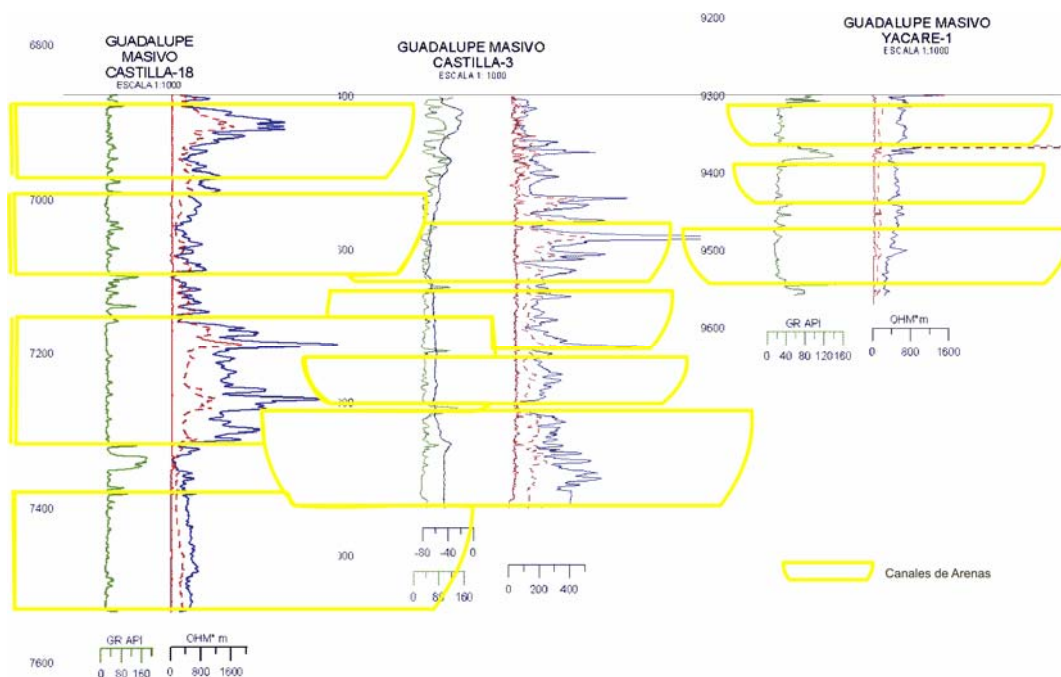 GUADALUPE
MASIVO
CASTILLA-18
ESCALA 1:1000
6800
7000
7200
7400
7600
GR API
0 80 160
OHM* m
0 800 1600
GUADALUPE MASIVO
CASTILLA-3
ESCALA 1:1000
-80 -40 0
0 80 160
0 200 400
GUADALUPE MASIVO
YACARE-1
ESCALA 1:1000
9200
9300
9400
9500
9600
GR API
0 40 80 120 160
OHM* m
0 800 1600
Canales de Arenas